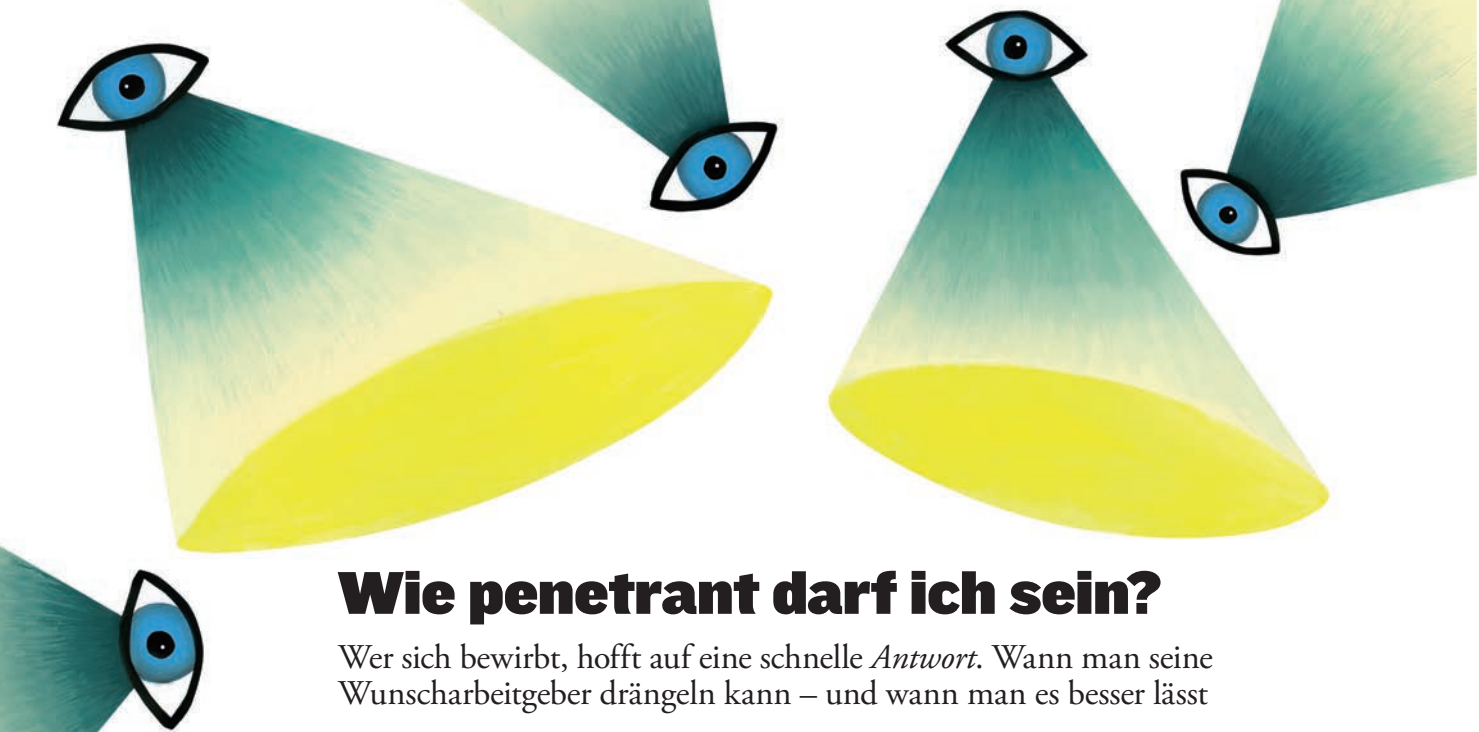 Wie penetrant darf ich sein?
Wer sich bewirbt, hofft auf eine schnelle Antwort. Wann man seine
Wunscharbeitgeber drängeln kann – und wann man es besser lässt